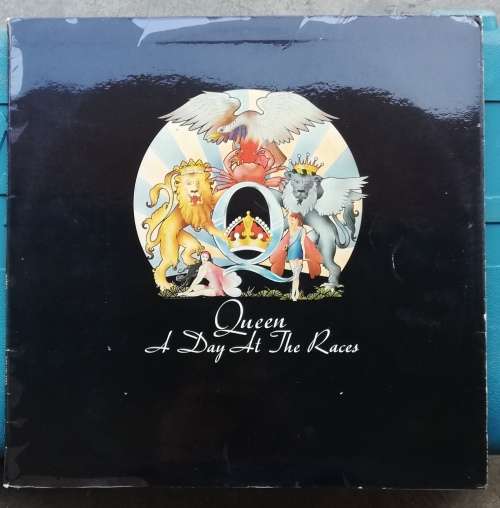 Q
Queen
A Day At The Races